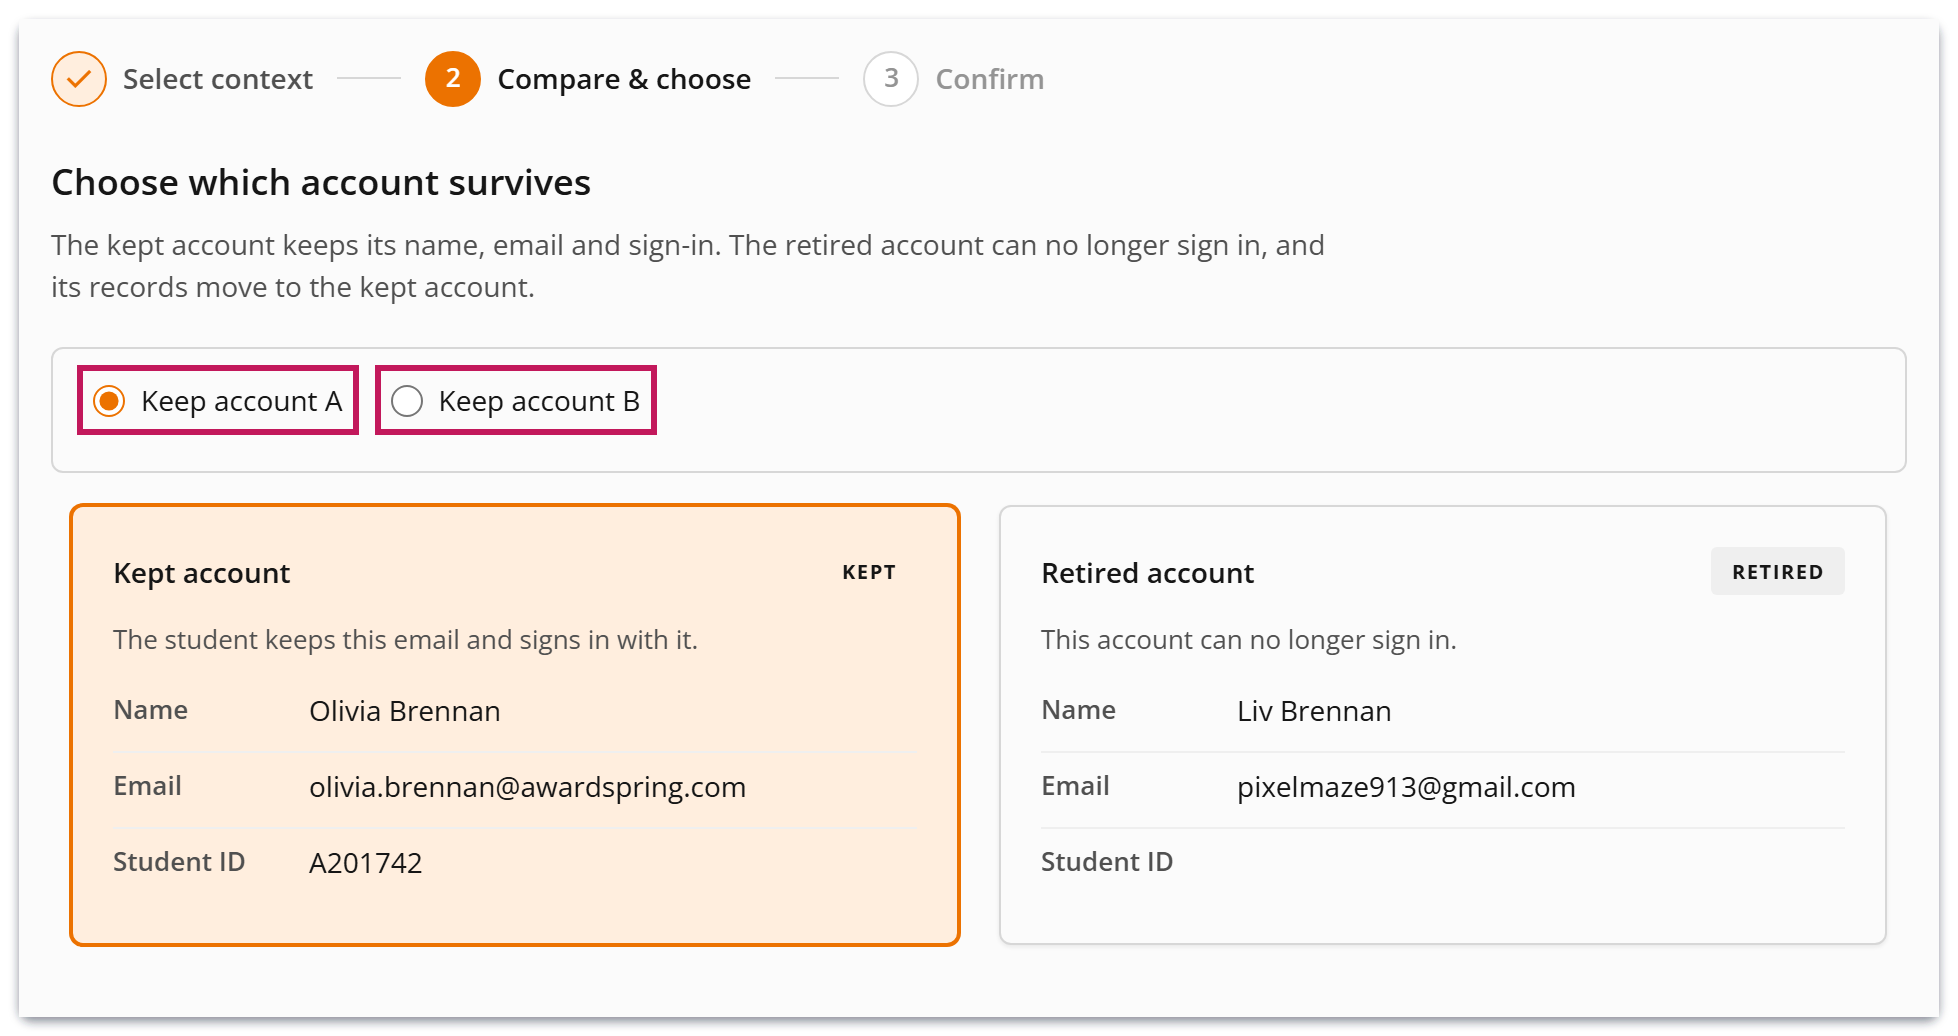 Select context
2 Compare & choose
3 Confirm
Choose which account survives
The kept account keeps its name, email and sign-in. The retired account can no longer sign in, and
its records move to the kept account.
Keep account A
Keep account B
Kept account KEPT
The student keeps this email and signs in with it.
Name Olivia Brennan
Email olivia.brennan@awardspring.com
Student ID A201742
Retired account RETIRED
This account can no longer sign in.
Name Liv Brennan
Email pixelmaze913@gmail.com
Student ID